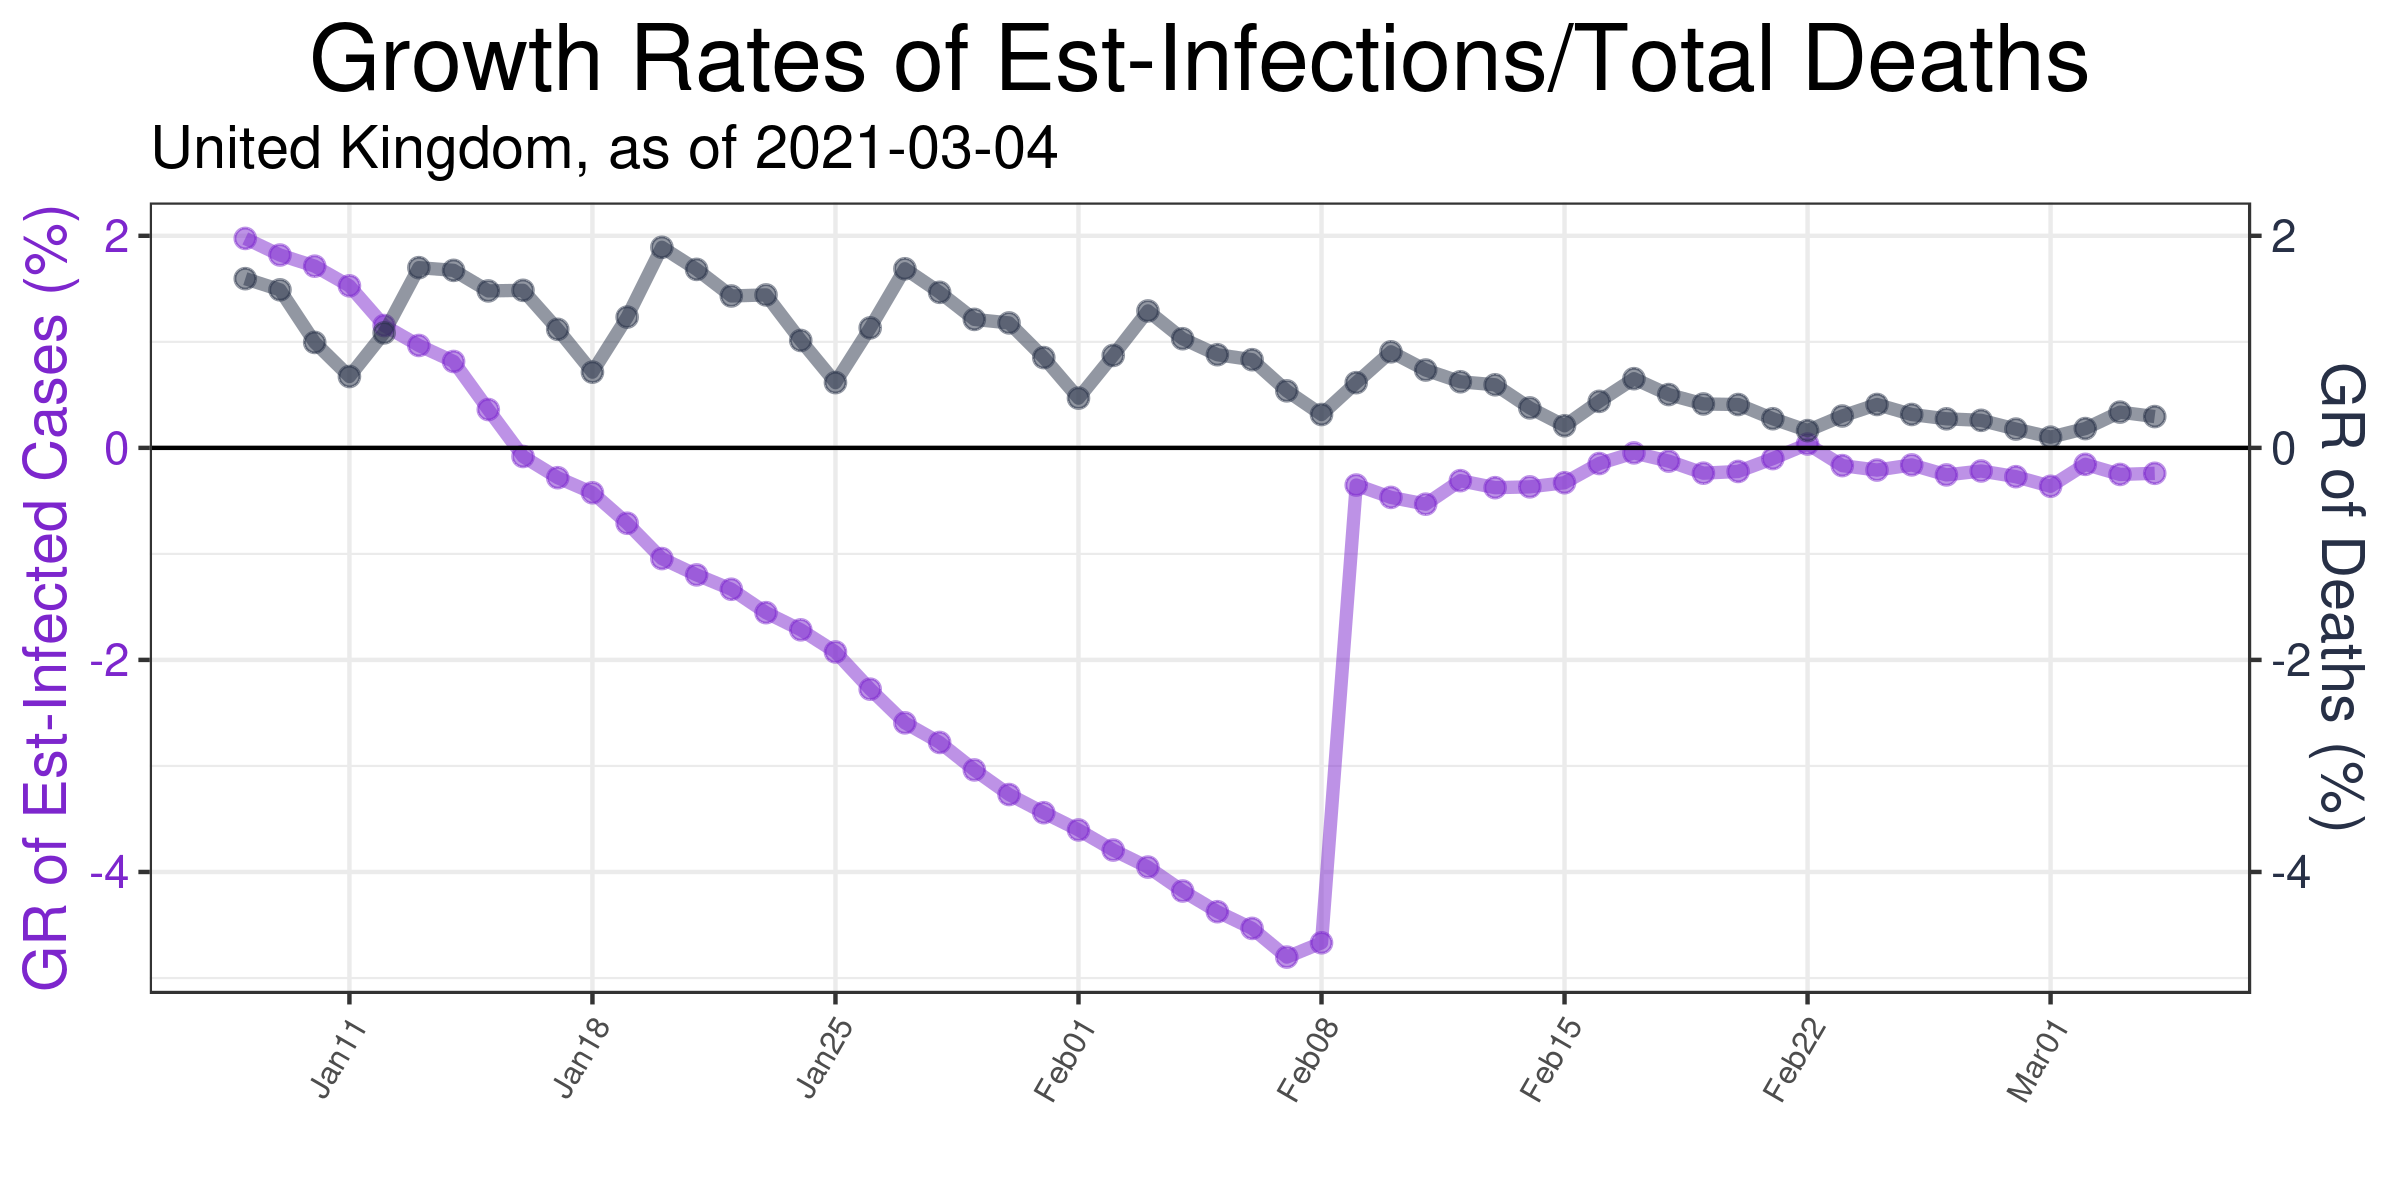 Growth Rates of Est-Infections/Total Deaths
United Kingdom, as of 2021-03-04
GR of Est-Infected Cases (%)
2
0
-2
-4
2
0
-2
-4
GR of Deaths (%)
Jan11
Jan18
Jan25
Feb01
Feb08
Feb15
Feb22
Mar01